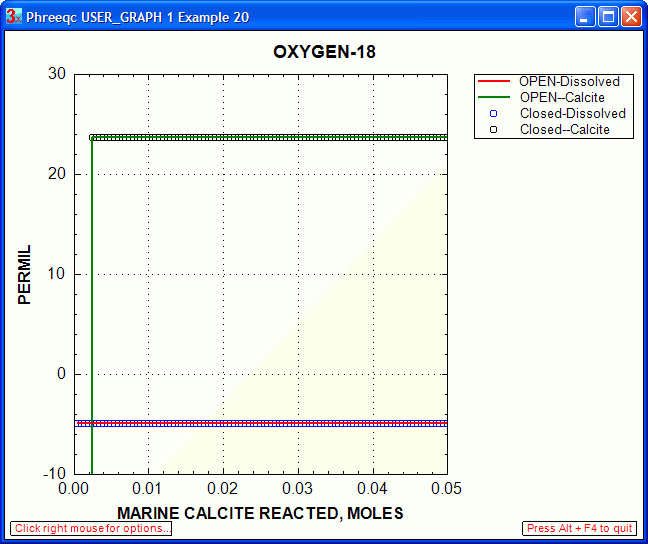 Phreeqc USER_GRAPH 1 Example 20
OXYGEN-18
OPEN-Dissolved
OPEN--Calcite
Closed-Dissolved
Closed--Calcite
30
20
10
0
-10
PERMIL
0.00 0.01 0.02 0.03 0.04 0.05
MARINE CALCITE REACTED, MOLES
Click right mouse for options...
Press Alt + F4 to quit